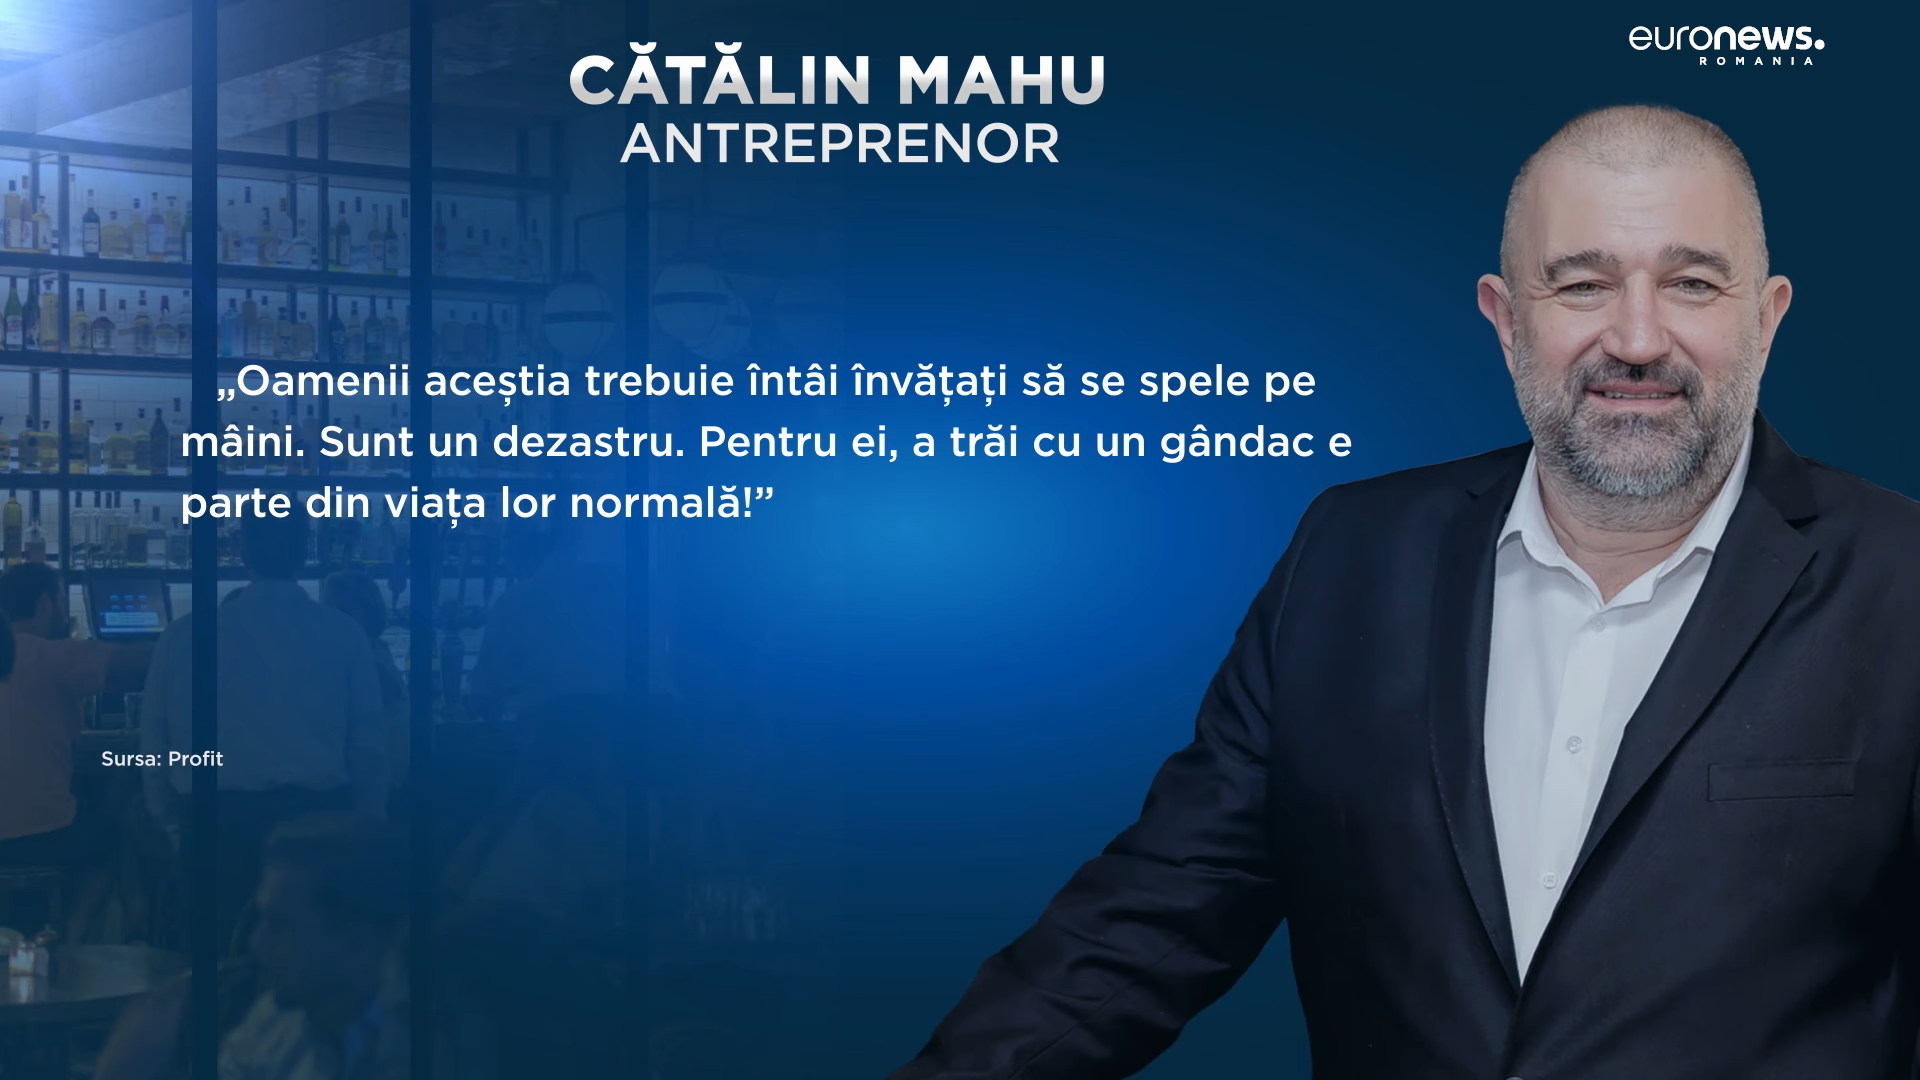 euronews.
ROMANIA
CĂTĂLIN MAHU
ANTREPRENOR
„Oamenii aceștia trebuie întâi învățați să se spele pe
mâini. Sunt un dezastru. Pentru ei, a trăi cu un gândac e
parte din viața lor normală!”
Sursa: Profit